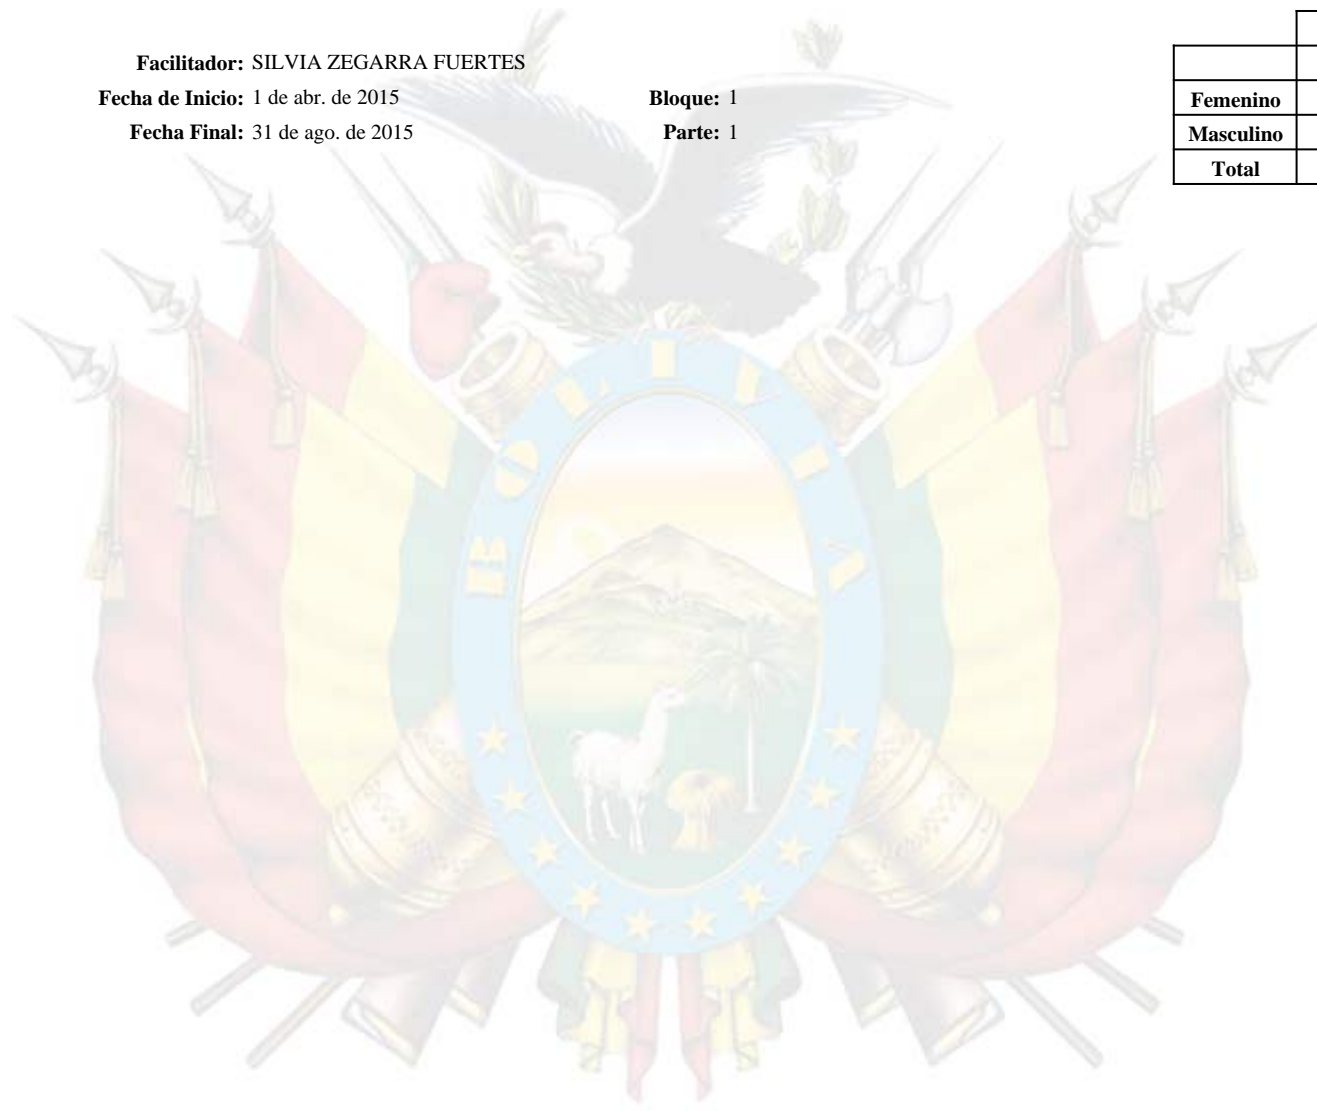 Facilitador: SILVIA ZEGARRA FUERTES
Fecha de Inicio: 1 de abr. de 2015 Bloque: 1
Fecha Final: 31 de ago. de 2015 Parte: 1
Femenino
Masculino
Total
BOLIVIA